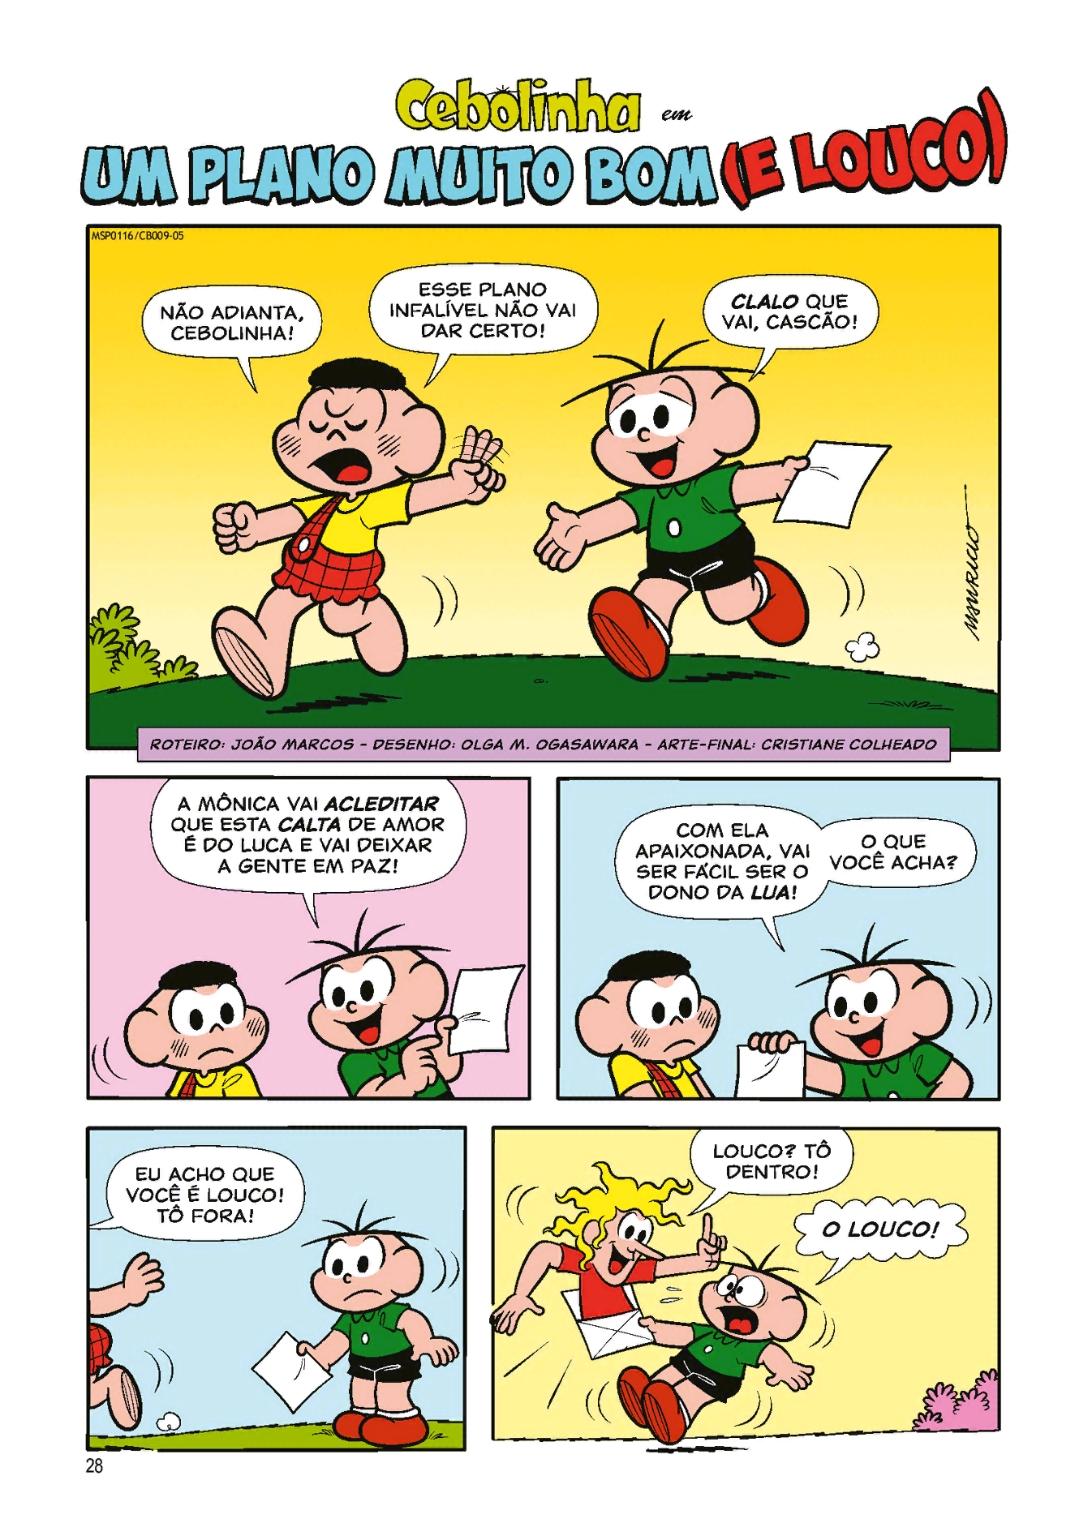 Cebolinha em
UM PLANO MUITO BOM (E LOUCO)
MSP0116/CB009-05
NÃO ADIANTA,
CEBOLINHA!
ESSE PLANO
INFALÍVEL NÃO VAI
DAR CERTO!
CLALO QUE
VAI, CASCÃO!
MAURICIO
ROTEIRO: JOÃO MARCOS - DESENHO: OLGA M. OGASAWARA - ARTE-FINAL: CRISTIANE COLHEADO
A MÔNICA VAI ACLEDITAR
QUE ESTA CALTA DE AMOR
É DO LUCA E VAI DEIXAR
A GENTE EM PAZ!
COM ELA
APAIXONADA, VAI
SER FÁCIL SER O
DONO DA LUA!
O QUE
VOCÊ ACHA?
EU ACHO QUE
VOCÊ É LOUCO!
TÔ FORA!
LOUCO? TÔ
DENTRO!
O LOUCO!
28